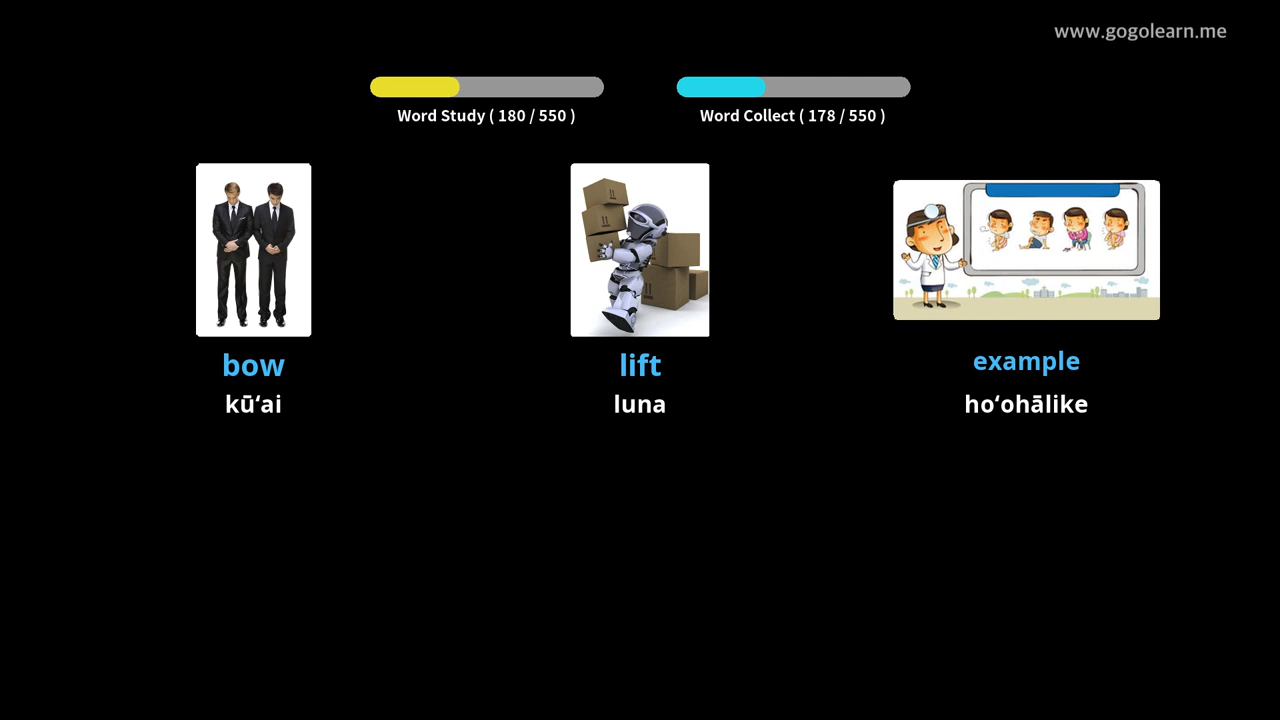 www.gogolearn.me
Word Study ( 180 / 550 )
Word Collect ( 178 / 550 )
bow
kūʻai
lift
luna
example
hoʻohālike